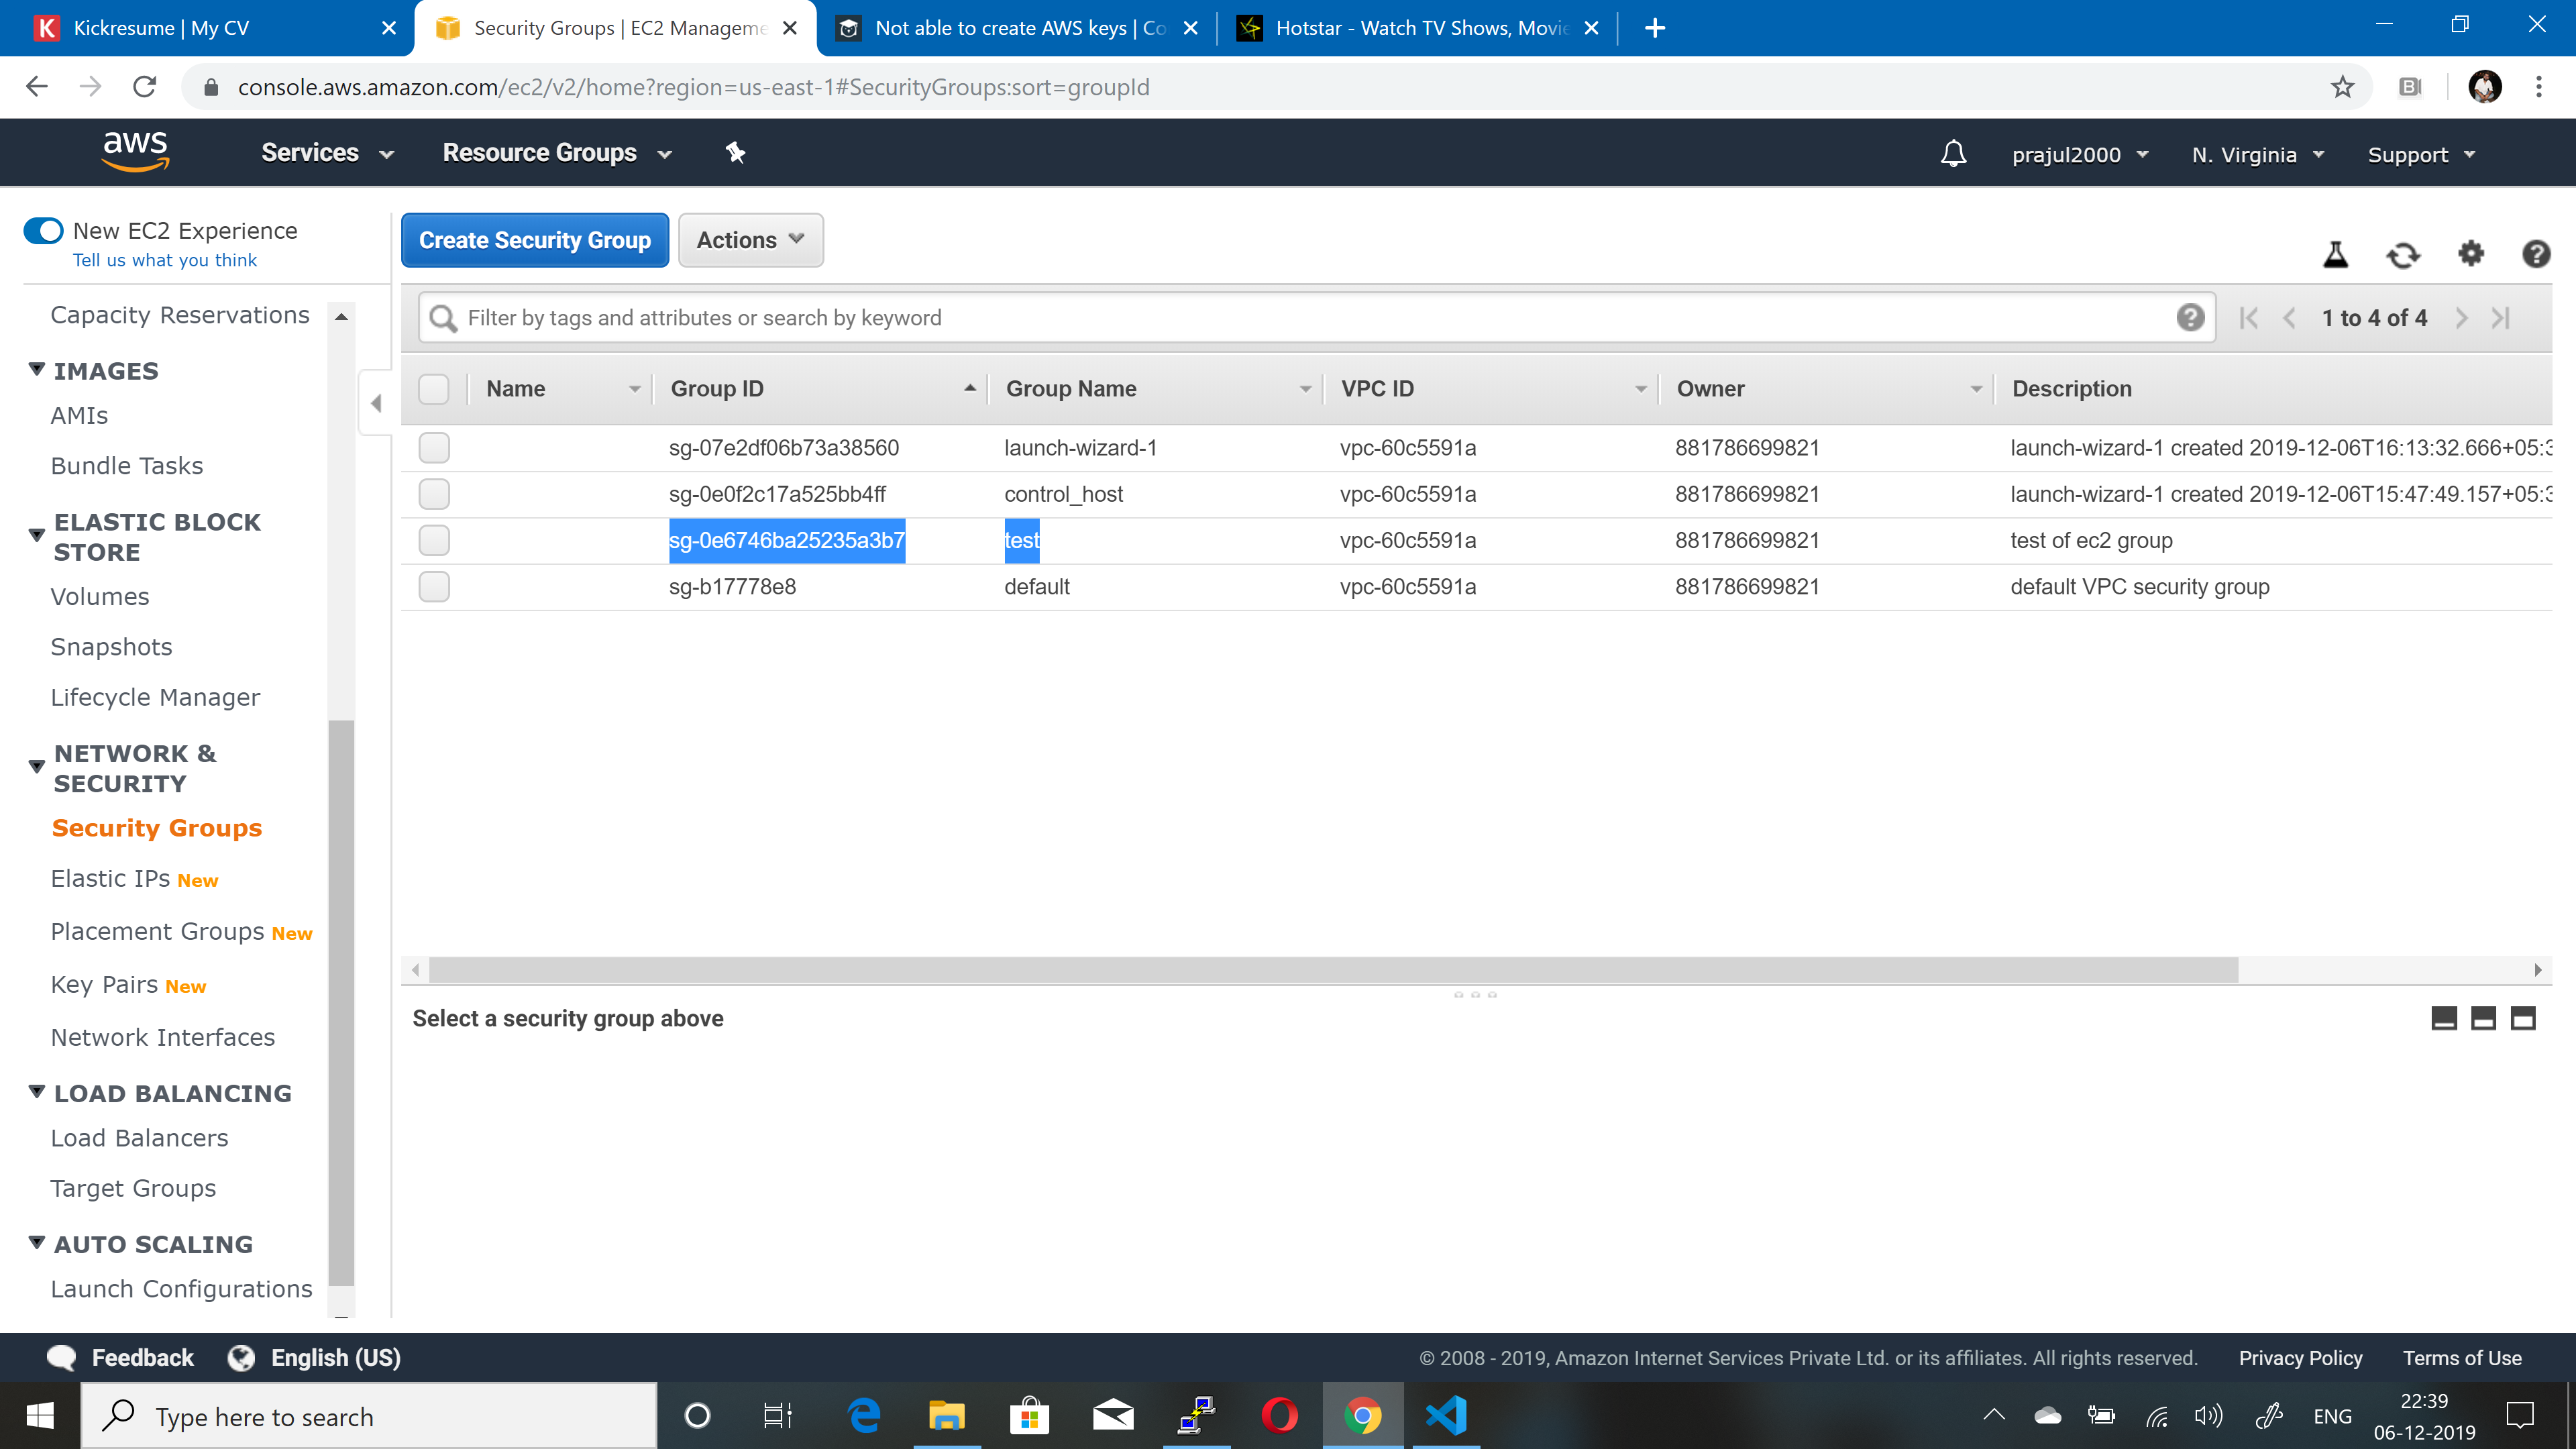 Kickresume | My CV
Security Groups | EC2 Manageme
Not able to create AWS keys | Co
Hotstar - Watch TV Shows, Movie
console.aws.amazon.com/ec2/v2/home?region=us-east-1#SecurityGroups:sort=groupId
aws
Services
Resource Groups
prajul2000
N. Virginia
Support
New EC2 Experience
Tell us what you think
Create Security Group
Actions
Capacity Reservations
IMAGES
AMIs
Bundle Tasks
ELASTIC BLOCK
STORE
Volumes
Snapshots
Lifecycle Manager
NETWORK &
SECURITY
Security Groups
Elastic IPs New
Placement Groups New
Key Pairs New
Network Interfaces
LOAD BALANCING
Load Balancers
Target Groups
AUTO SCALING
Launch Configurations
Filter by tags and attributes or search by keyword
1 to 4 of 4
Name Group ID Group Name VPC ID Owner Description
sg-07e2df06b73a38560 launch-wizard-1 vpc-60c5591a 881786699821 launch-wizard-1 created 2019-12-06T16:13:32.666+05:3
sg-0e0f2c17a525bb4ff control_host vpc-60c5591a 881786699821 launch-wizard-1 created 2019-12-06T15:47:49.157+05:3
sg-0e6746ba25235a3b7 test vpc-60c5591a 881786699821 test of ec2 group
sg-b17778e8 default vpc-60c5591a 881786699821 default VPC security group
Select a security group above
Feedback
English (US)
© 2008 - 2019, Amazon Internet Services Private Ltd. or its affiliates. All rights reserved.
Privacy Policy
Terms of Use
Type here to search
ENG
22:39
06-12-2019